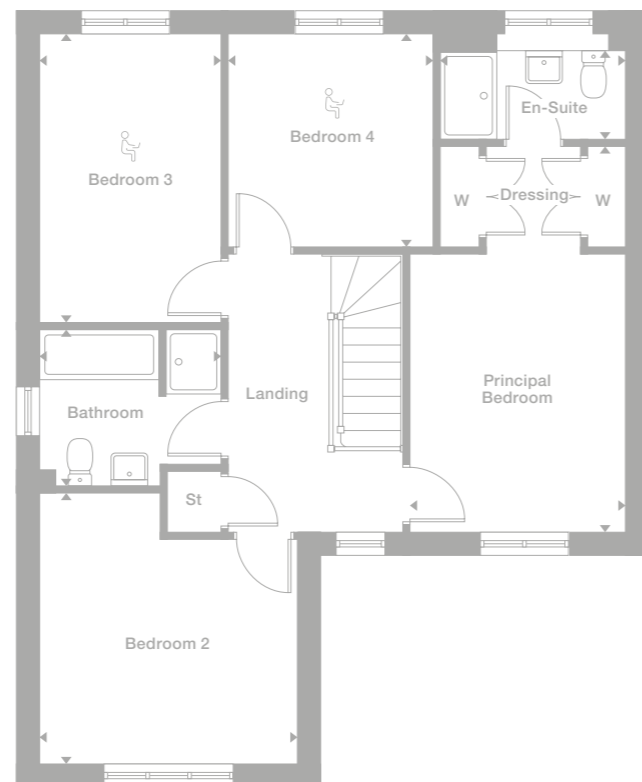 En-Suite
Bedroom 4
Bedroom 3
W
Dressing
W
Principal
Bedroom
Landing
Bathroom
St
Bedroom 2